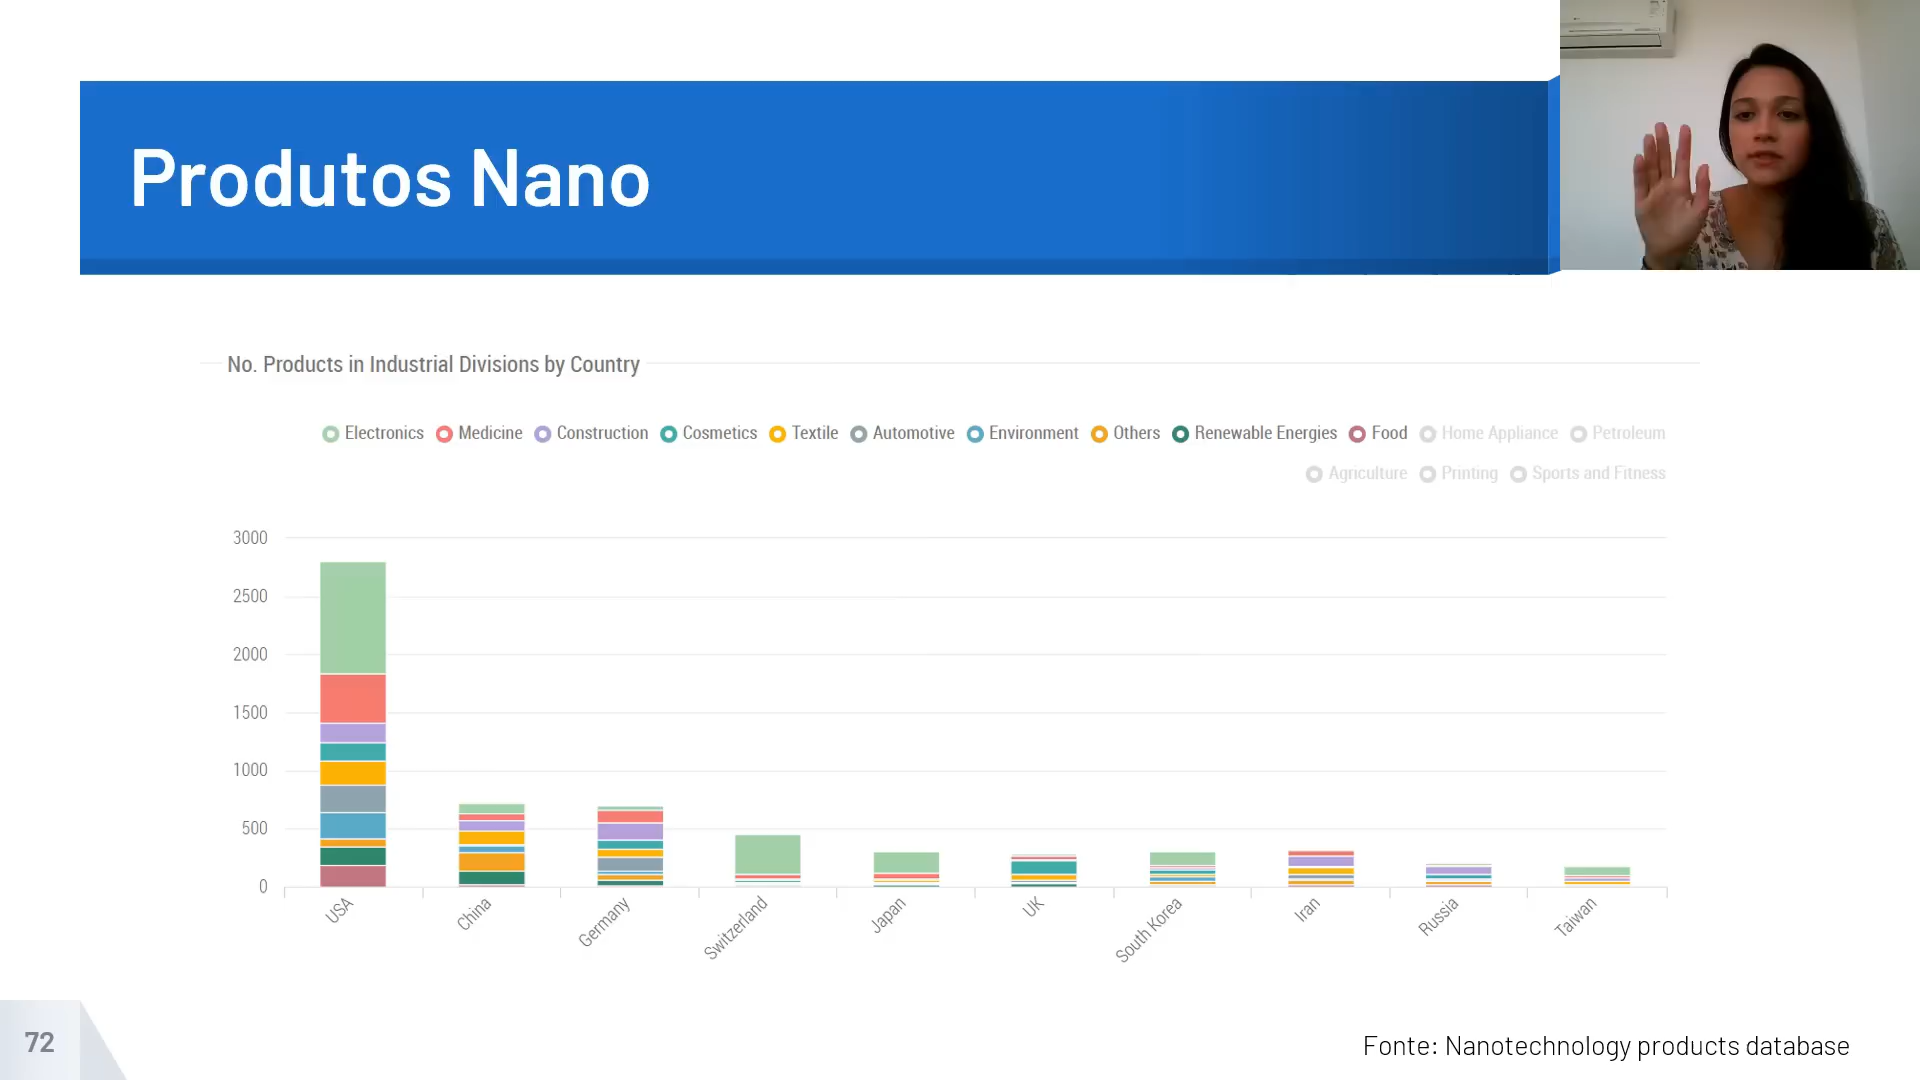 Produtos Nano
No. Products in Industrial Divisions by Country
Electronics Medicine Construction Cosmetics Textile Automotive Environment Others Renewable Energies Food Home Appliance Petroleum
Agriculture Printing Sports and Fitness
3000
2500
2000
1500
1000
500
0
USA China Germany Switzerland Japan UK South Korea Iran Russia Taiwan
72
Fonte: Nanotechnology products database